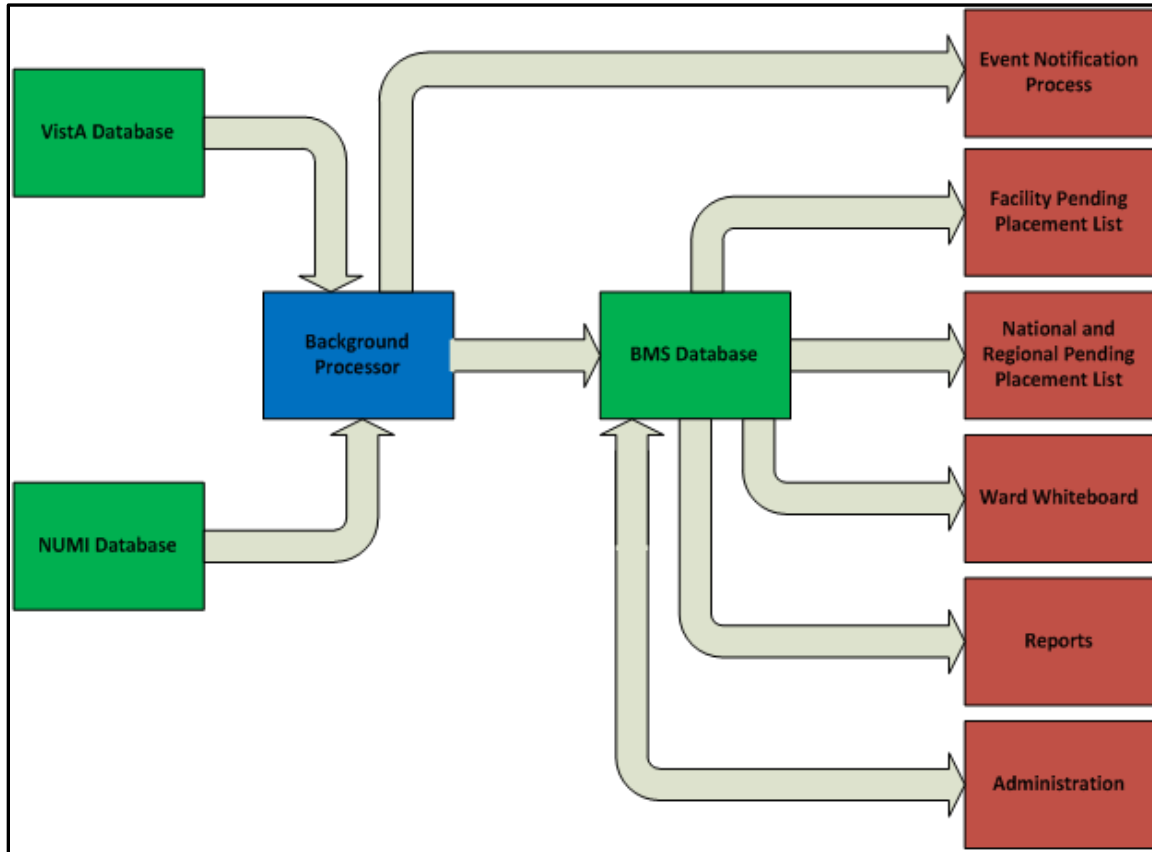 Event Notification
Process
VistA Database
Facility Pending
Placement List
Background
Processor
BMS Database
National and
Regional Pending
Placement List
NUMI Database
Ward Whiteboard
Reports
Administration